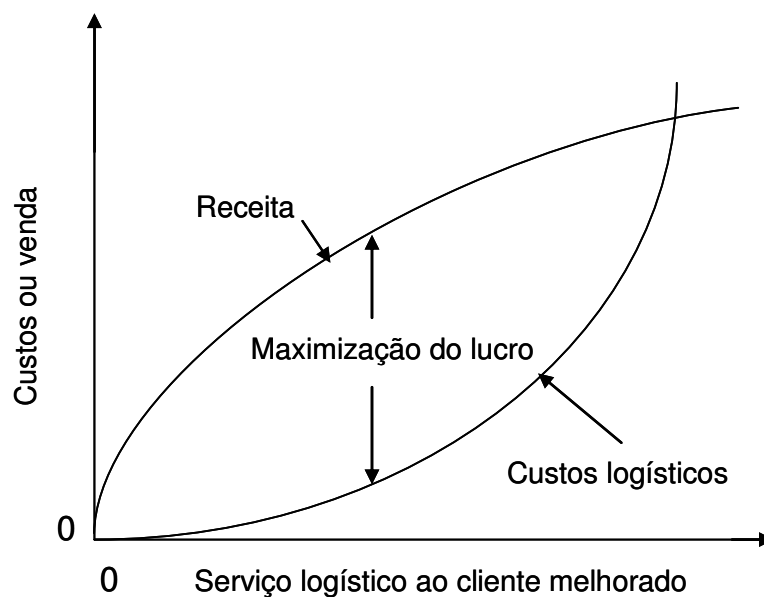 Receita
Custos ou venda
Maximização do lucro
Custos logísticos
0
0
Serviço logístico ao cliente melhorado